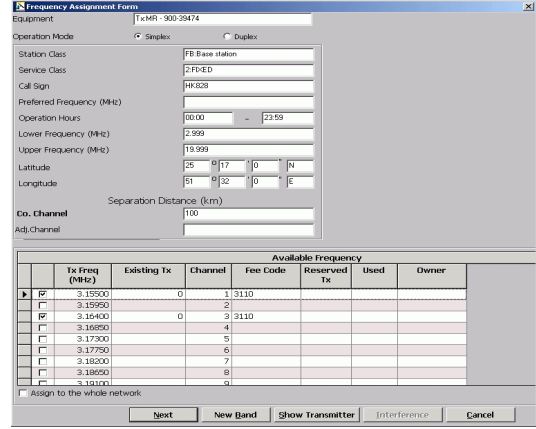 Frequency Assignment Form
Equipment TxMR - 900-39474
Operation Mode Simplex Duplex
Station Class FB:Base station
Service Class 2:FIXED
Call Sign HK828
Preferred Frequency (MHz)
Operation Hours 00:00 - 23:59
Lower Frequency (MHz) 2.999
Upper Frequency (MHz) 19.999
Latitude 25 ° 17 ' 0 " N
Longitude 51 ° 32 ' 0 " E
Separation Distance (km)
Co. Channel 100
Adj.Channel
Available Frequency
Tx Freq (MHz) Existing Tx Channel Fee Code Reserved Tx Used Owner
3.15500 0 1 3110
3.15950 2
3.16400 0 3 3110
3.16850 4
3.17300 5
3.17750 6
3.18200 7
3.18650 8
3.19100 9
Assign to the whole network
Next New Band Show Transmitter Interference Cancel